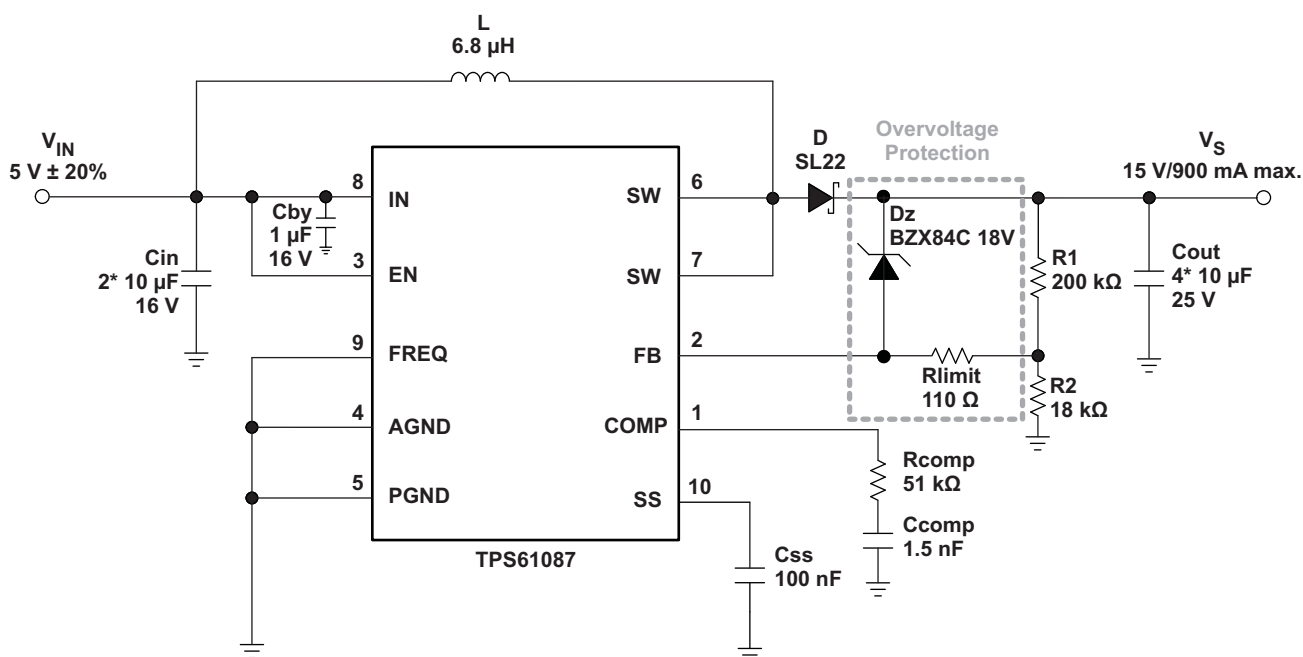 L
6.8 µH
V_IN
5 V ± 20%
Overvoltage
Protection
D
SL22
V_S
15 V/900 mA max.
8
IN
SW
6
Cby
1 µF
16 V
Dz
BZX84C 18V
Cin
2* 10 µF
16 V
3
EN
SW
7
R1
200 kΩ
Cout
4* 10 µF
25 V
9
FREQ
FB
2
Rlimit
110 Ω
R2
18 kΩ
4
AGND
COMP
1
Rcomp
51 kΩ
5
PGND
SS
10
Ccomp
1.5 nF
TPS61087
Css
100 nF